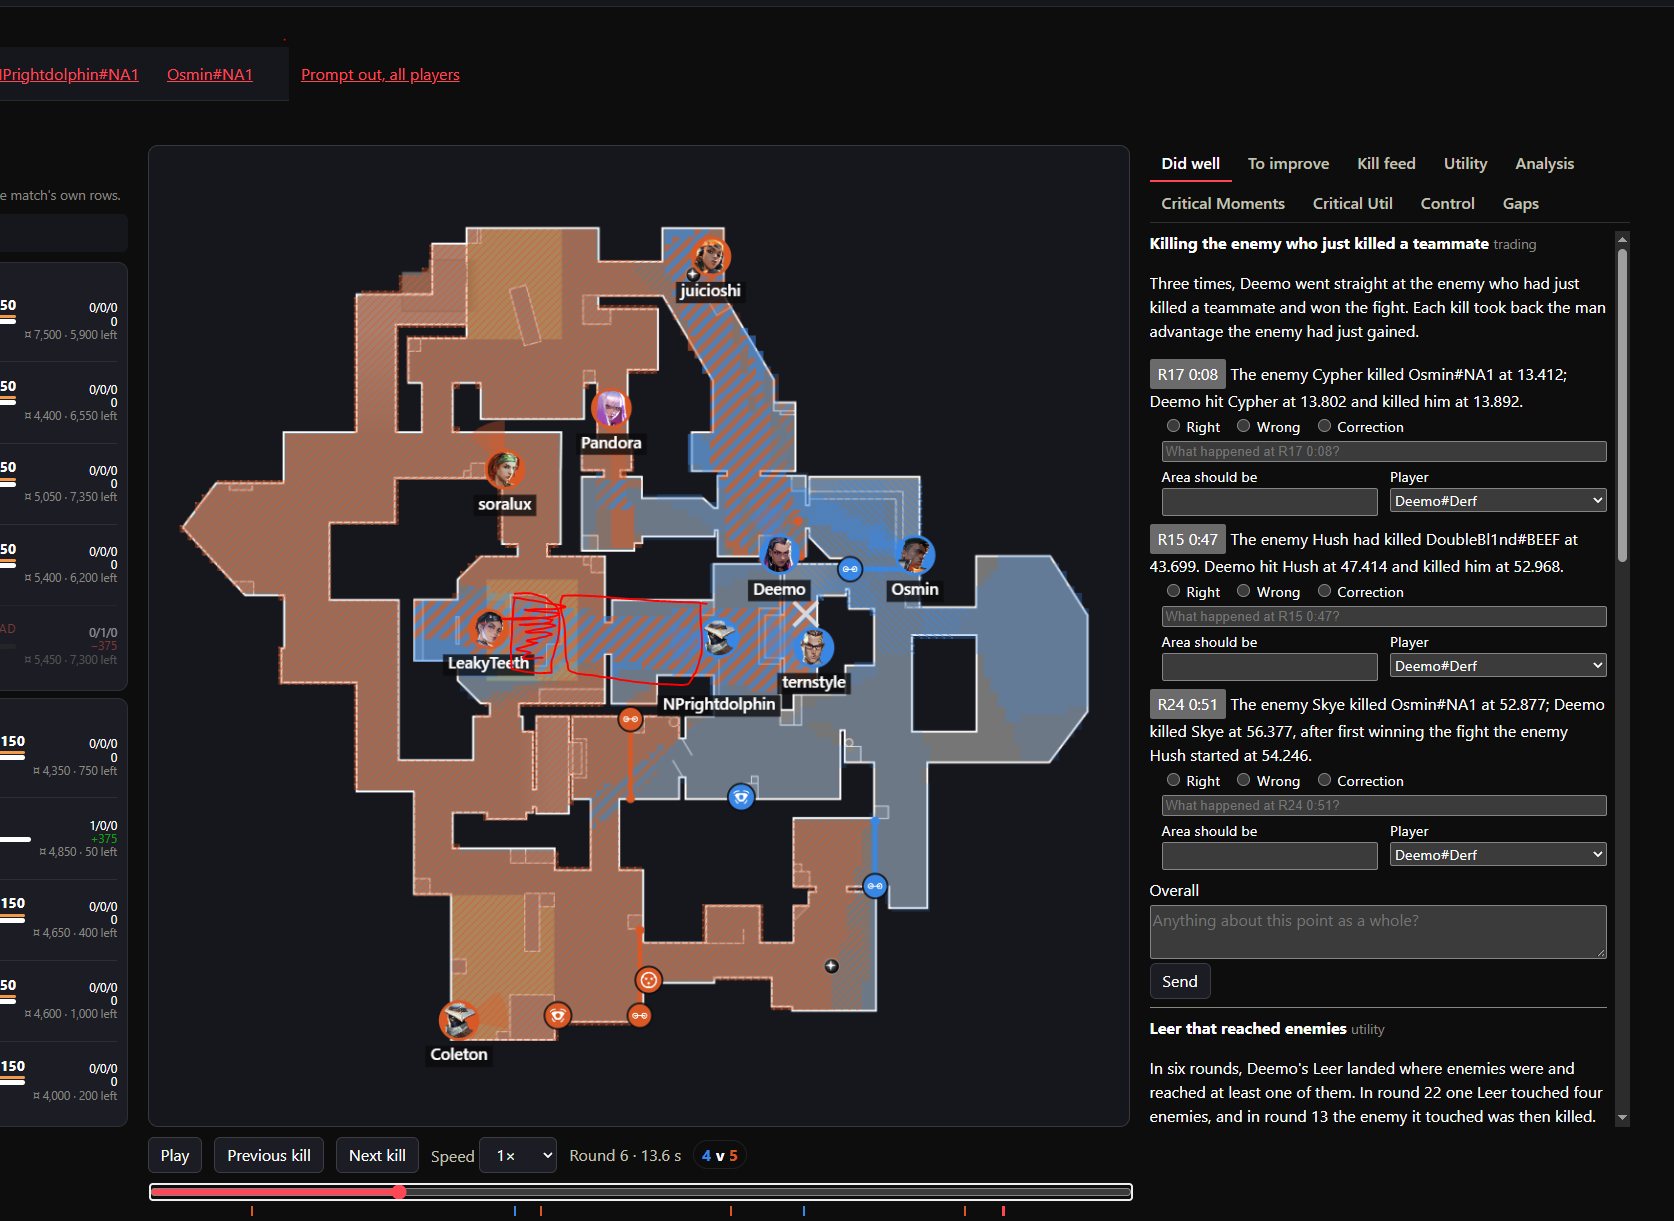 NPrightdolphin#NA1 Osmin#NA1 Prompt out, all players
e match's own rows.
50 0/0/0
0
¤ 7,500 · 5,900 left
50 0/0/0
0
¤ 4,400 · 6,550 left
50 0/0/0
0
¤ 5,050 · 7,350 left
50 0/0/0
0
¤ 5,400 · 6,200 left
AD 0/1/0
−375
¤ 5,450 · 7,300 left
150 0/0/0
0
¤ 4,350 · 750 left
1/0/0
+375
¤ 4,850 · 50 left
150 0/0/0
0
¤ 4,650 · 400 left
50 0/0/0
0
¤ 4,600 · 1,000 left
150 0/0/0
0
¤ 4,000 · 200 left
juicioshi
Pandora
soralux
Deemo
Osmin
LeakyTeeth
ternstyle
NPrightdolphin
Coleton
Play Previous kill Next kill Speed 1× Round 6 · 13.6 s 4 v 5
Did well To improve Kill feed Utility Analysis
Critical Moments Critical Util Control Gaps
Killing the enemy who just killed a teammate trading
Three times, Deemo went straight at the enemy who had just
killed a teammate and won the fight. Each kill took back the man
advantage the enemy had just gained.
R17 0:08 The enemy Cypher killed Osmin#NA1 at 13.412;
Deemo hit Cypher at 13.802 and killed him at 13.892.
Right Wrong Correction
What happened at R17 0:08?
Area should be Player
Deemo#Derf
R15 0:47 The enemy Hush had killed DoubleBl1nd#BEEF at
43.699. Deemo hit Hush at 47.414 and killed him at 52.968.
Right Wrong Correction
What happened at R15 0:47?
Area should be Player
Deemo#Derf
R24 0:51 The enemy Skye killed Osmin#NA1 at 52.877; Deemo
killed Skye at 56.377, after first winning the fight the enemy
Hush started at 54.246.
Right Wrong Correction
What happened at R24 0:51?
Area should be Player
Deemo#Derf
Overall
Anything about this point as a whole?
Send
Leer that reached enemies utility
In six rounds, Deemo's Leer landed where enemies were and
reached at least one of them. In round 22 one Leer touched four
enemies, and in round 13 the enemy it touched was then killed.